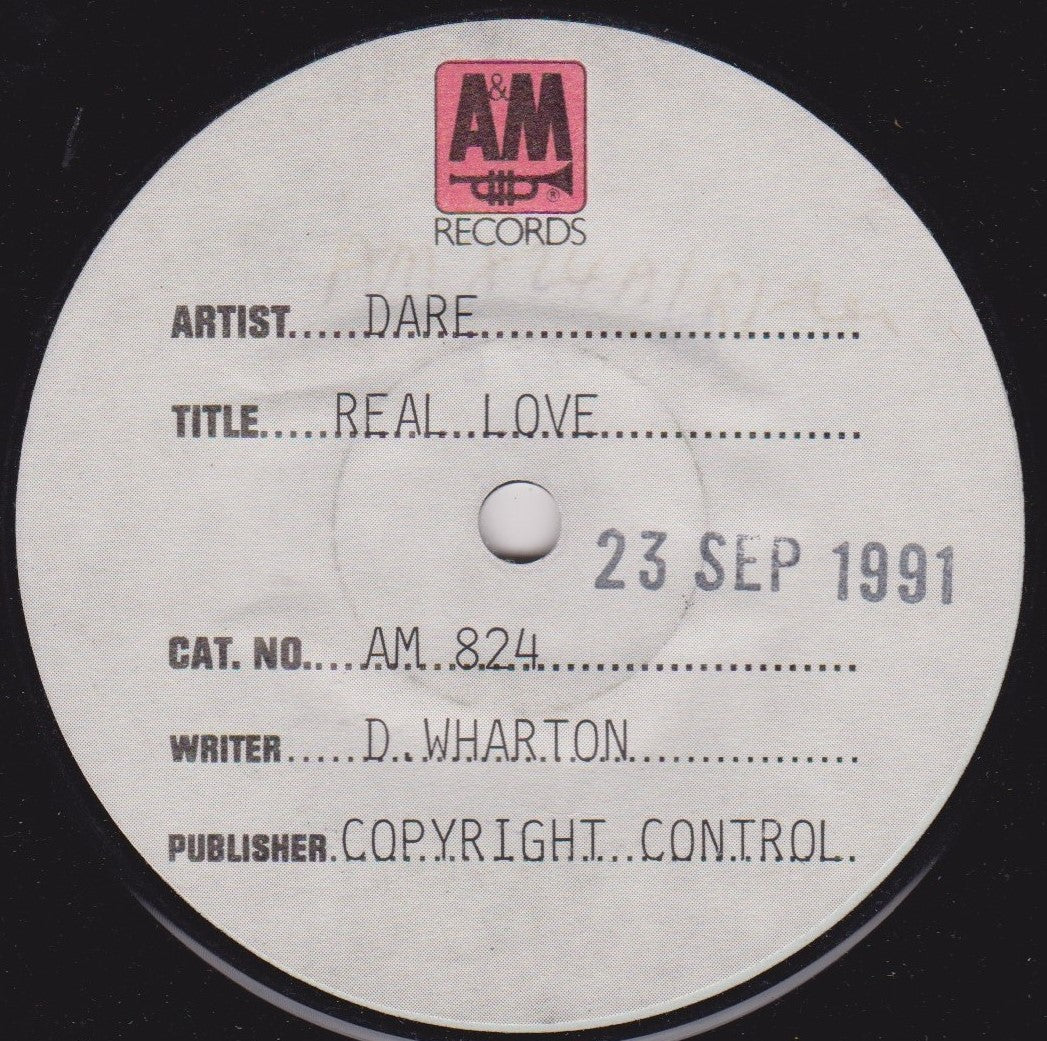 A&M
®
RECORDS
ARTIST.....DARE..........................
TITLE.....REAL LOVE..................
23 SEP 1991
CAT. NO.....AM 824......................
WRITER.....D.WHARTON................
PUBLISHER.COPYRIGHT CONTROL.